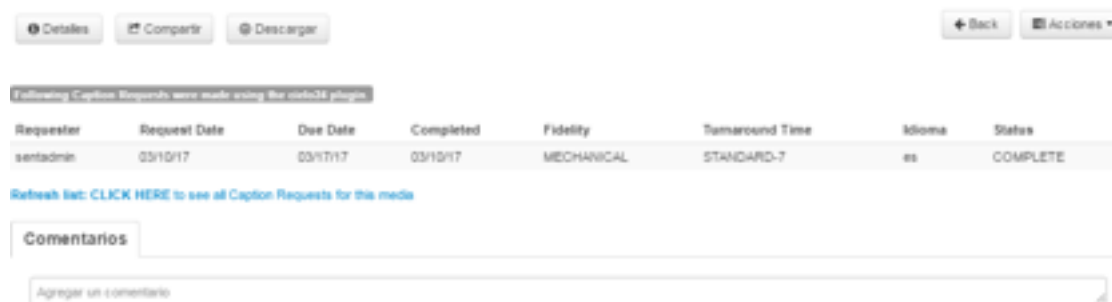 Detalles Compartir Descargar Back Acciones
Following Caption Requests were made using the cielo24 plugin
Requester Request Date Due Date Completed Fidelity Turnaround Time Idioma Status
sentadmin 03/10/17 03/17/17 03/10/17 MECHANICAL STANDARD-7 es COMPLETE
Refresh list: CLICK HERE to see all Caption Requests for this media
Comentarios
Agregar un comentario